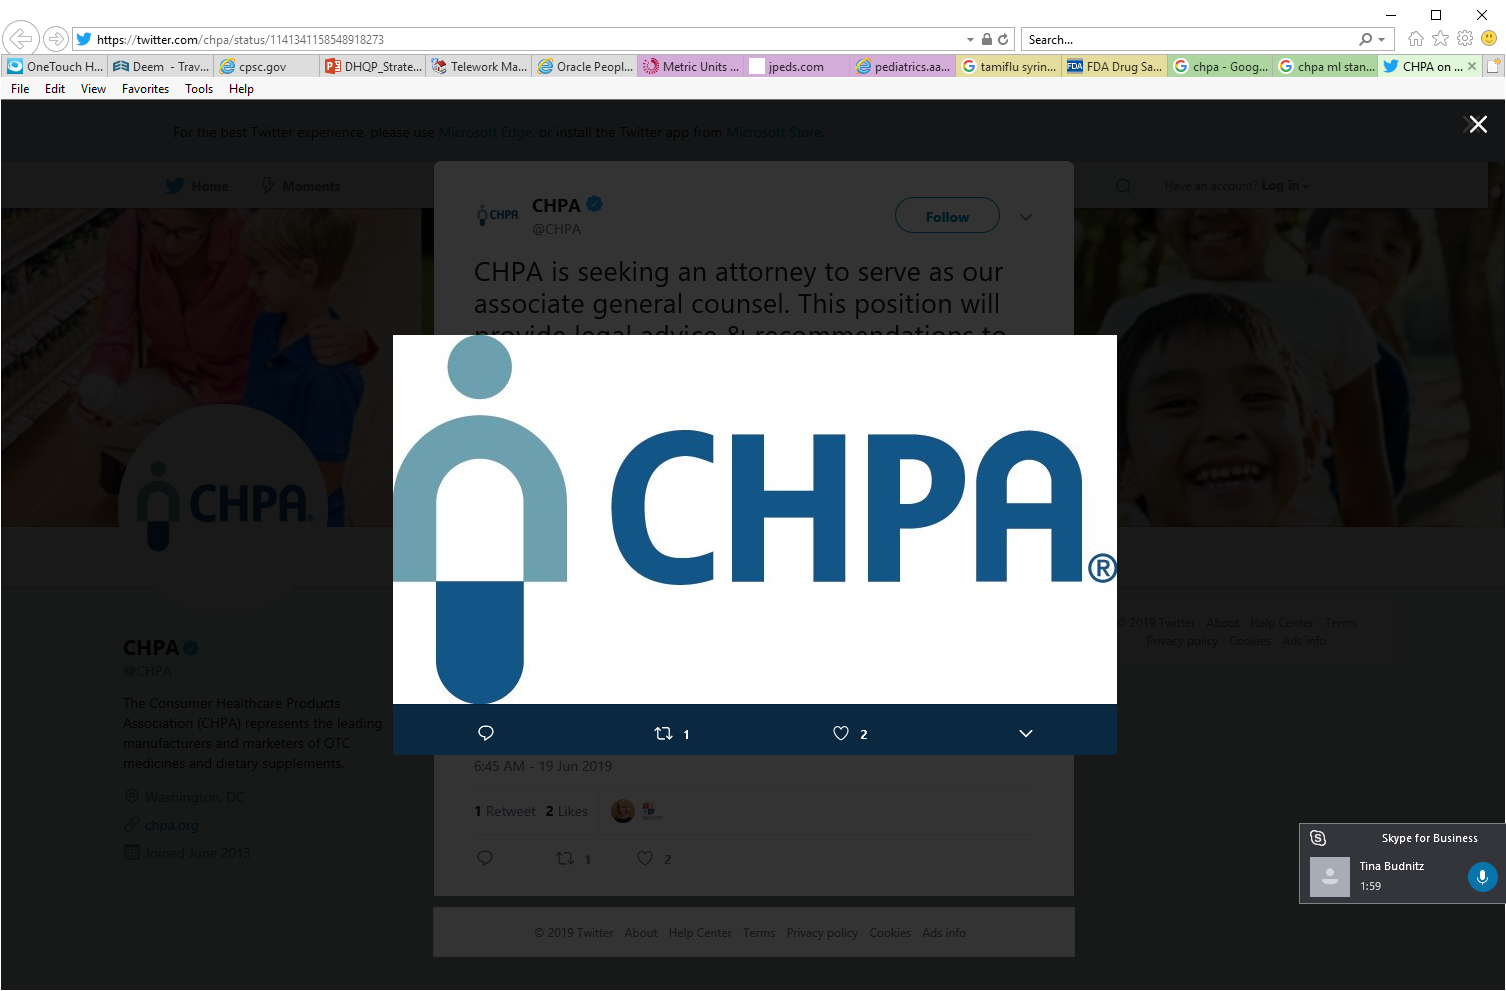 https://twitter.com/chpa/status/1141341158548918273
Search...
OneTouch H...
Deem - Trav...
cpsc.gov
DHQP_Strate...
Telework Ma...
Oracle Peopl...
Metric Units ...
jpeds.com
pediatrics.aa...
tamiflu syrin...
FDA Drug Sa...
chpa - Goog...
chpa ml stan...
CHPA on ...
File Edit View Favorites Tools Help
For the best Twitter experience, please use Microsoft Edge, or install the Twitter app from Microsoft Store.
Home Moments
Have an account? Log in
CHPA
CHPA
@CHPA
Follow
CHPA is seeking an attorney to serve as our
associate general counsel. This position will
provide legal advice & recommendations to
CHPA®
1 2
CHPA
CHPA
@CHPA
The Consumer Healthcare Products
Association (CHPA) represents the leading
manufacturers and marketers of OTC
medicines and dietary supplements.
Washington, DC
chpa.org
Joined June 2013
6:45 AM - 19 Jun 2019
1 Retweet 2 Likes
1 2
© 2019 Twitter About Help Center Terms Privacy policy Cookies Ads info
© 2019 Twitter About Help Center Terms
Privacy policy Cookies Ads info
Skype for Business
Tina Budnitz
1:59